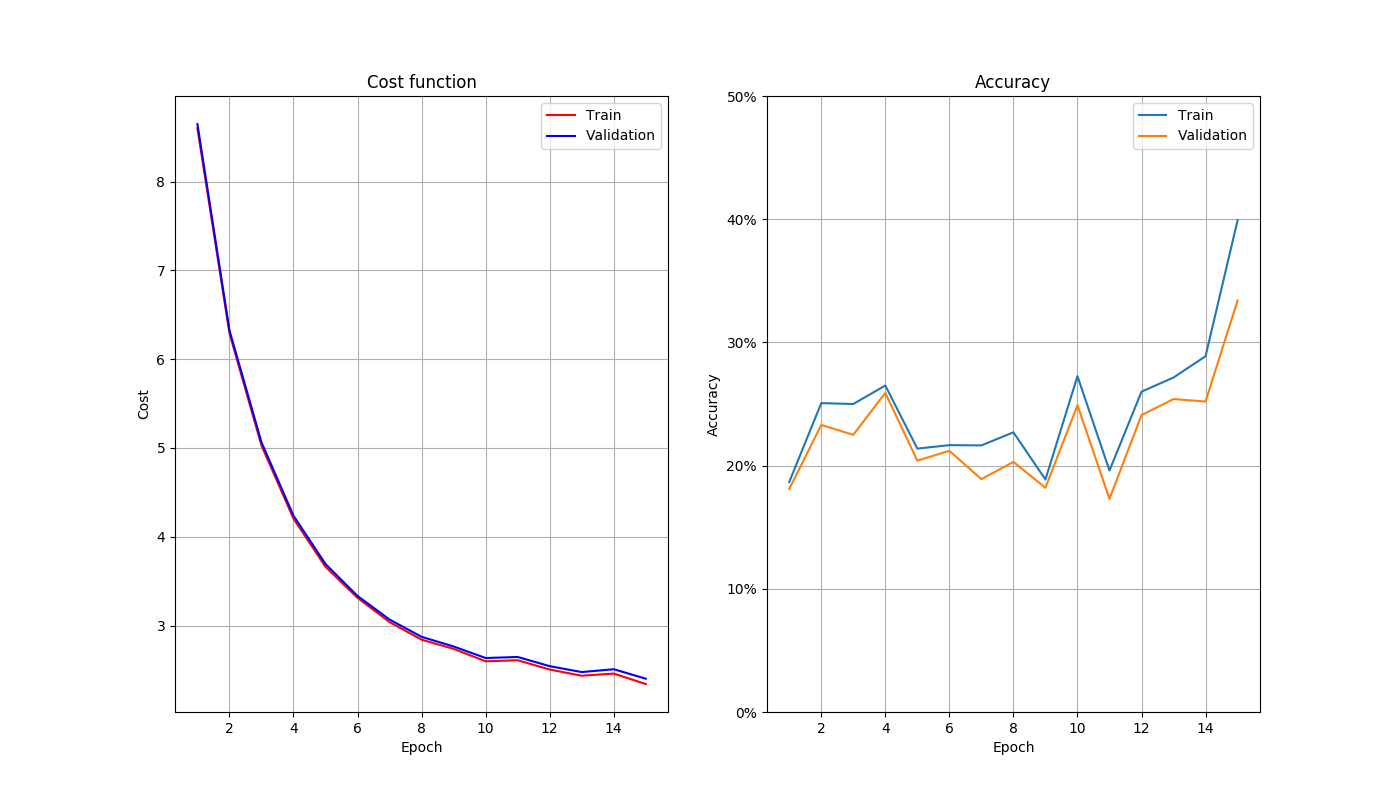 Cost function
Train
Validation
8
7
6
5
4
3
Cost
2 4 6 8 10 12 14
Epoch
Accuracy
Train
Validation
50%
40%
30%
20%
10%
0%
Accuracy
2 4 6 8 10 12 14
Epoch